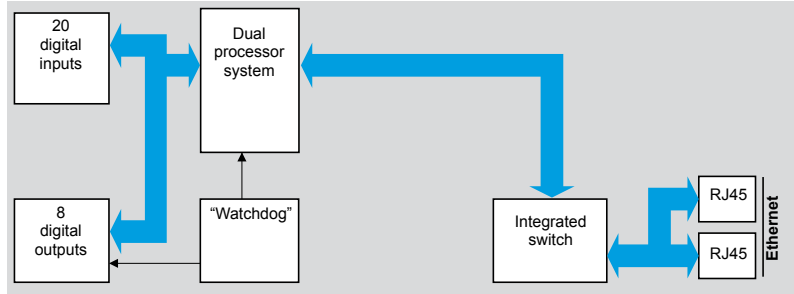 20
digital
inputs
Dual
processor
system
8
digital
outputs
“Watchdog”
Integrated
switch
RJ45
RJ45
Ethernet